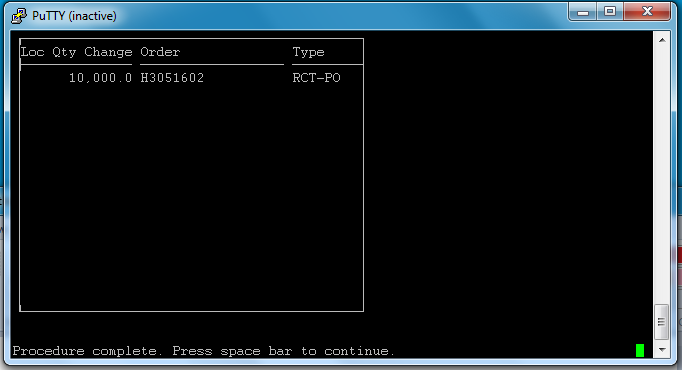 PuTTY (inactive)
Loc Qty Change Order Type
10,000.0 H3051602 RCT-PO
Procedure complete. Press space bar to continue.